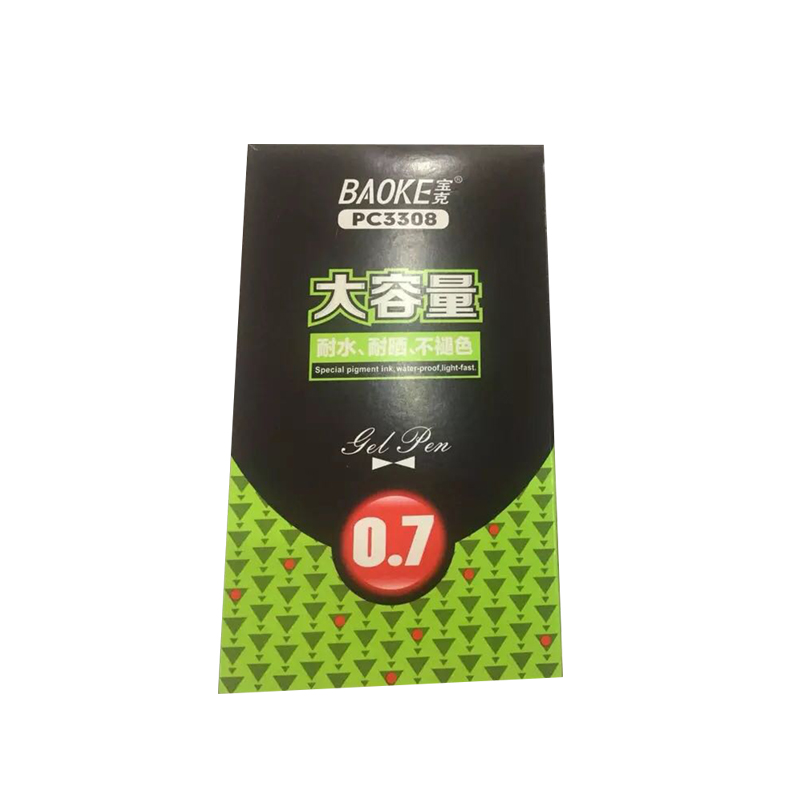 BAOKE宝克®
PC3308
大容量
耐水、耐晒、不褪色
Special pigment ink,water-proof,light-fast.
Gel Pen
0.7